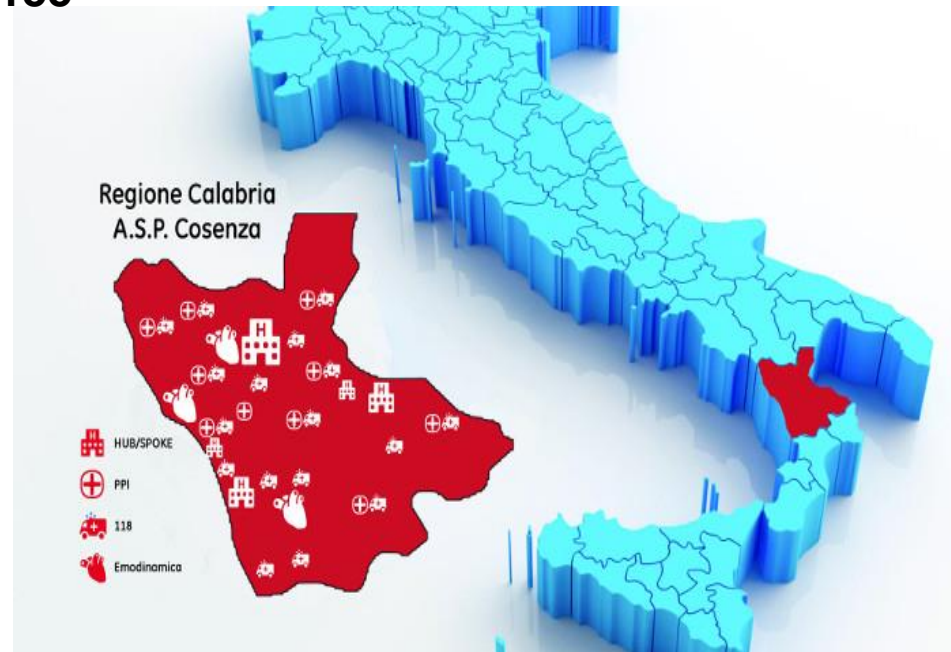 Regione Calabria
A.S.P. Cosenza
HUB/SPOKE
PPI
118
Emodinamica